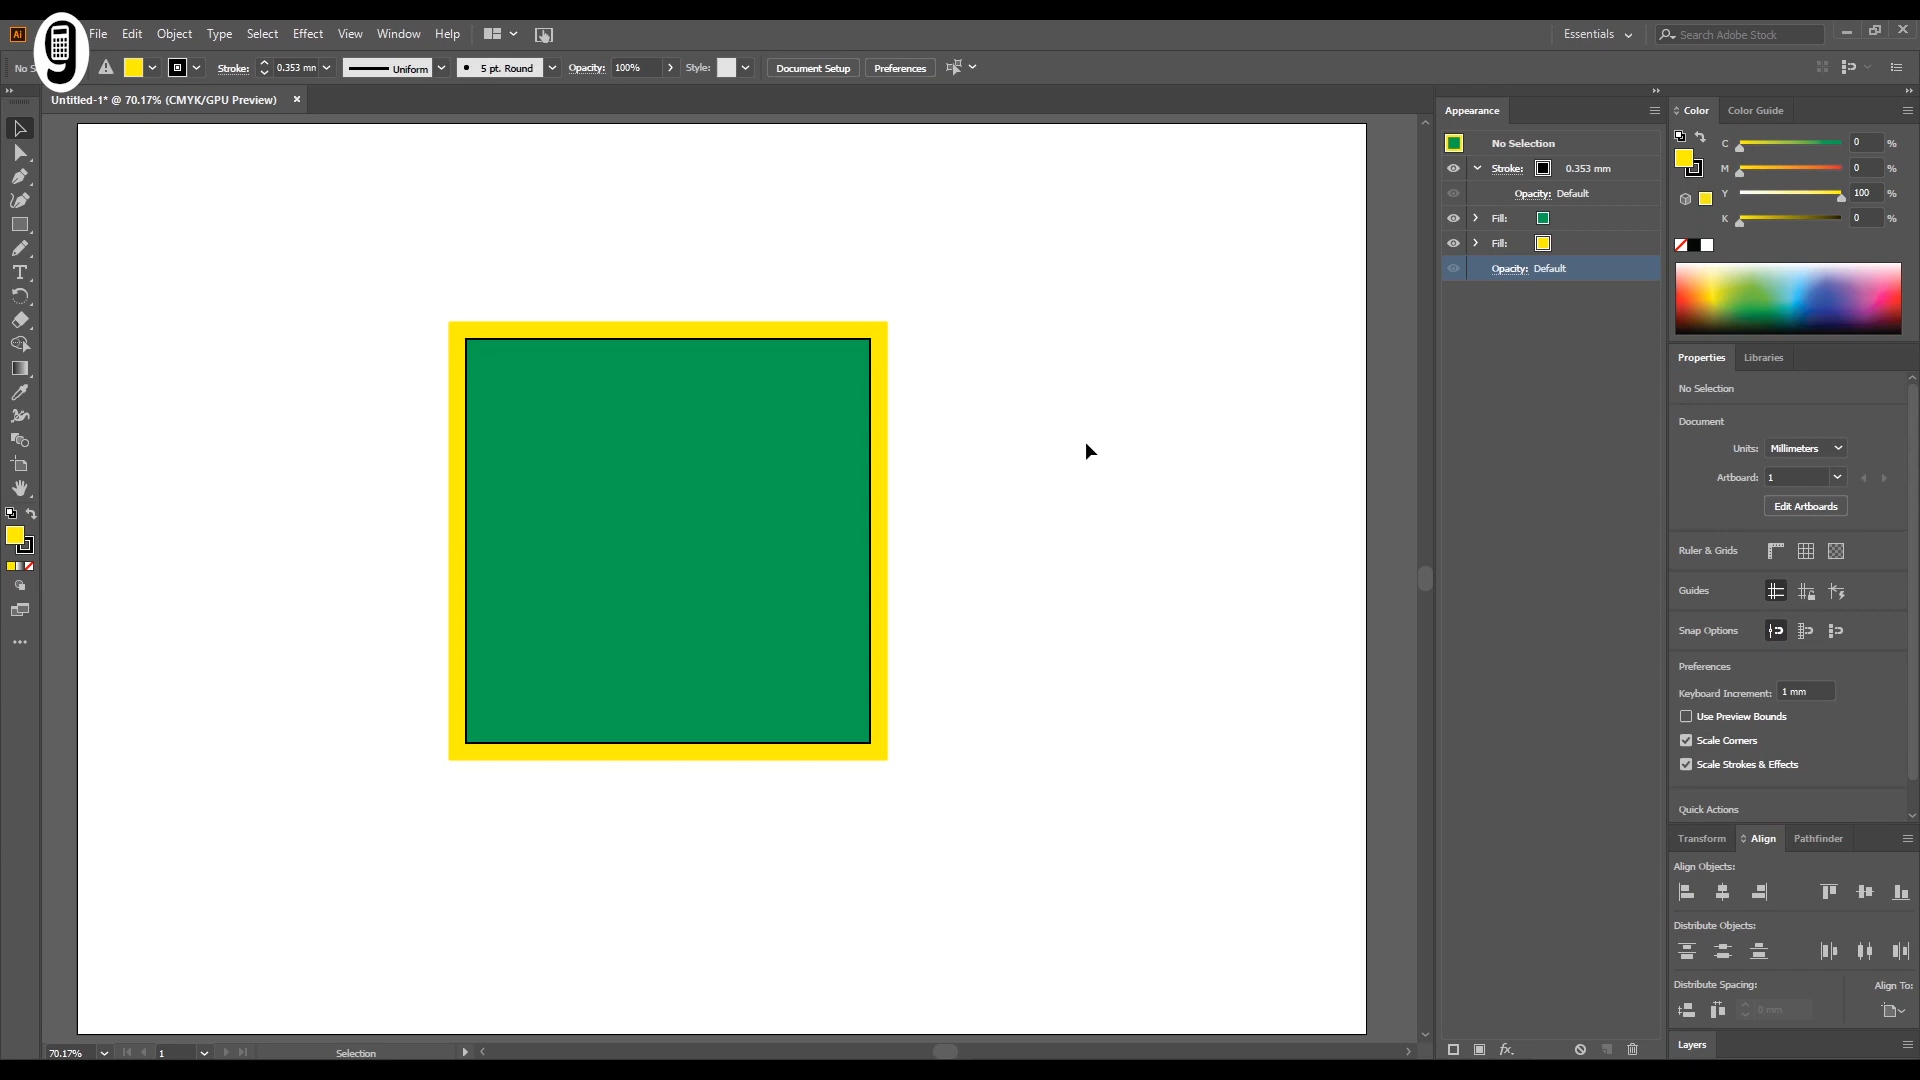 Ai File Edit Object Type Select Effect View Window Help Essentials Search Adobe Stock
No S Stroke: 0.353 mn Uniform 5 pt. Round Opacity: 100% Style: Document Setup Preferences
Untitled-1* @ 70.17% (CMYK/GPU Preview)
Appearance
No Selection
Stroke: 0.353 mm
Opacity: Default
Fill:
Fill:
Opacity: Default
Color Color Guide
C 0 %
M 0 %
Y 100 %
K 0 %
Properties Libraries
No Selection
Document
Units: Millimeters
Artboard: 1
Edit Artboards
Ruler & Grids
Guides
Snap Options
Preferences
Keyboard Increment: 1 mm
Use Preview Bounds
Scale Corners
Scale Strokes & Effects
Quick Actions
Transform Align Pathfinder
Align Objects:
Distribute Objects:
Distribute Spacing: Align To:
0 mm
Layers
fx.
70.17% 1 Selection